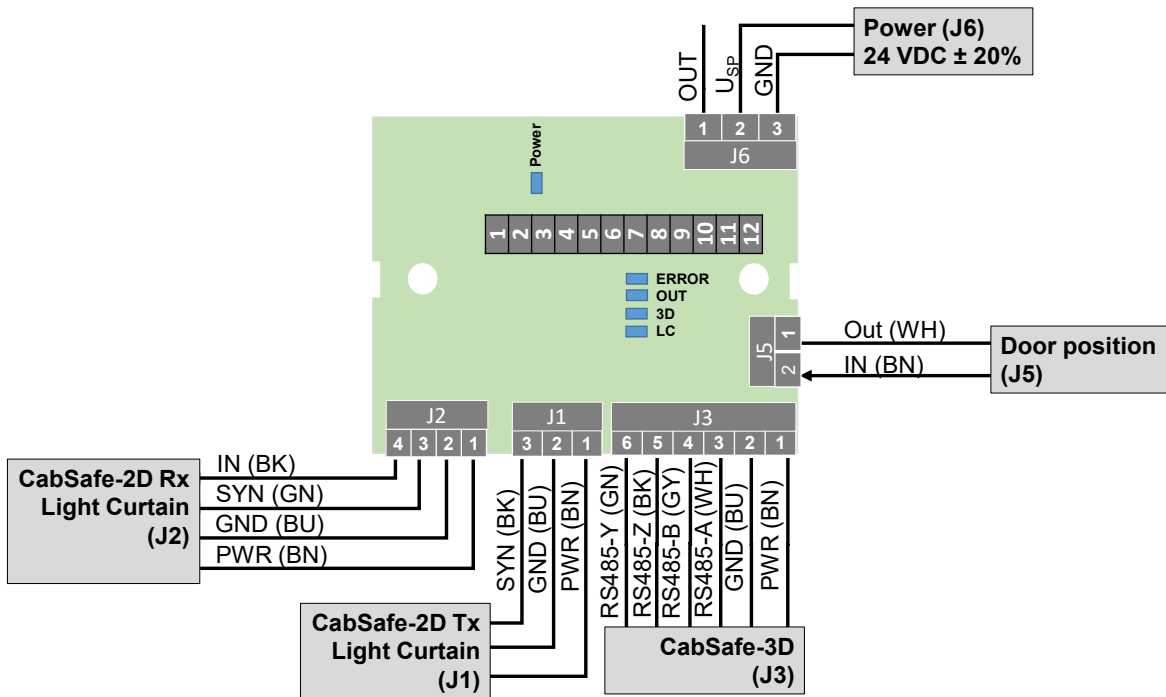 Power (J6)
24 VDC ± 20%
OUT
USP
GND
1 2 3
J6
Power
1 2 3 4 5 6 7 8 9 10 11 12
ERROR
OUT
3D
LC
J5
1
2
Out (WH)
IN (BN)
Door position
(J5)
J2
4 3 2 1
J1
3 2 1
J3
6 5 4 3 2 1
CabSafe-2D Rx
Light Curtain
(J2)
IN (BK)
SYN (GN)
GND (BU)
PWR (BN)
SYN (BK)
GND (BU)
PWR (BN)
RS485-Y (GN)
RS485-Z (BK)
RS485-B (GY)
RS485-A (WH)
GND (BU)
PWR (BN)
CabSafe-2D Tx
Light Curtain
(J1)
CabSafe-3D
(J3)